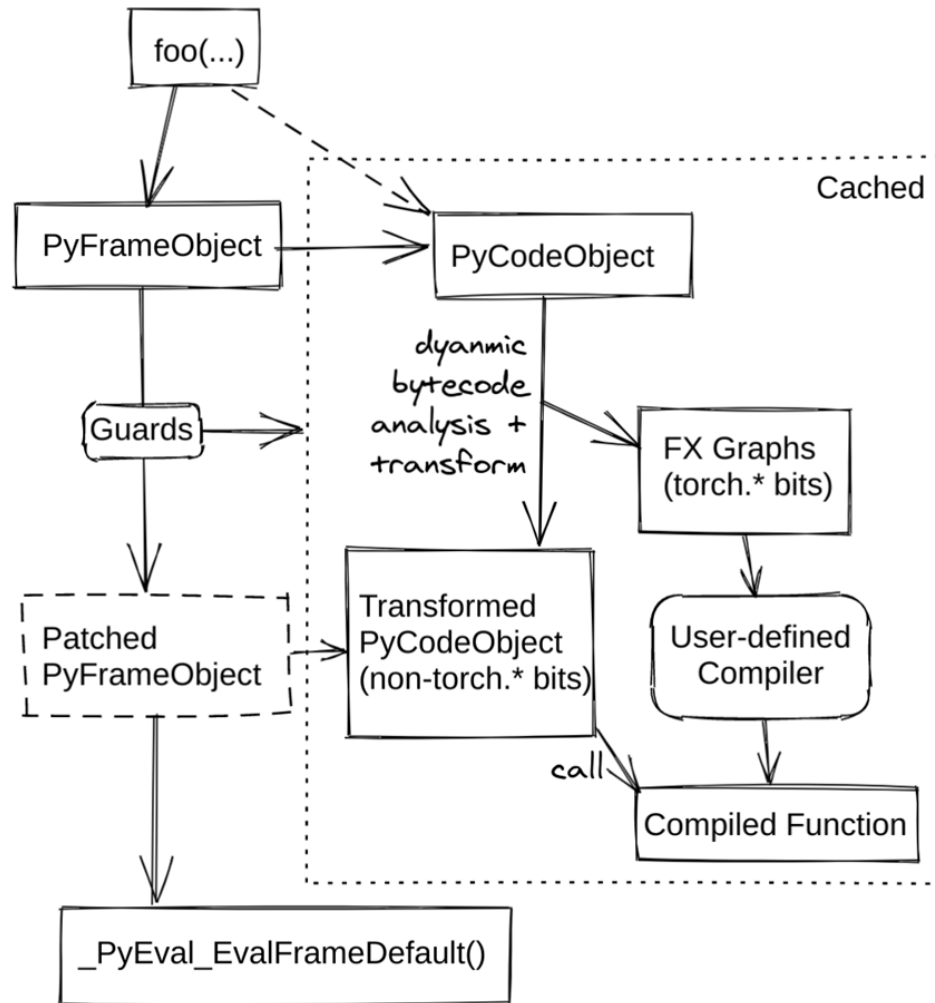 foo(...)
Cached
PyFrameObject
PyCodeObject
dyanmic
bytecode
analysis +
transform
Guards
FX Graphs
(torch.* bits)
Transformed
PyCodeObject
(non-torch.* bits)
Patched
PyFrameObject
User-defined
Compiler
call
Compiled Function
_PyEval_EvalFrameDefault()